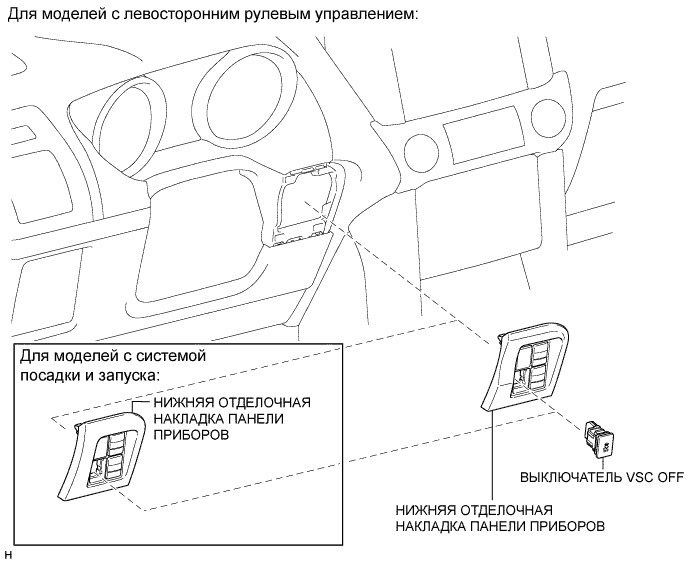 Для моделей с левосторонним рулевым управлением:
Для моделей с системой
посадки и запуска:
НИЖНЯЯ ОТДЕЛОЧНАЯ
НАКЛАДКА ПАНЕЛИ
ПРИБОРОВ
ВЫКЛЮЧАТЕЛЬ VSC OFF
НИЖНЯЯ ОТДЕЛОЧНАЯ
НАКЛАДКА ПАНЕЛИ ПРИБОРОВ
H